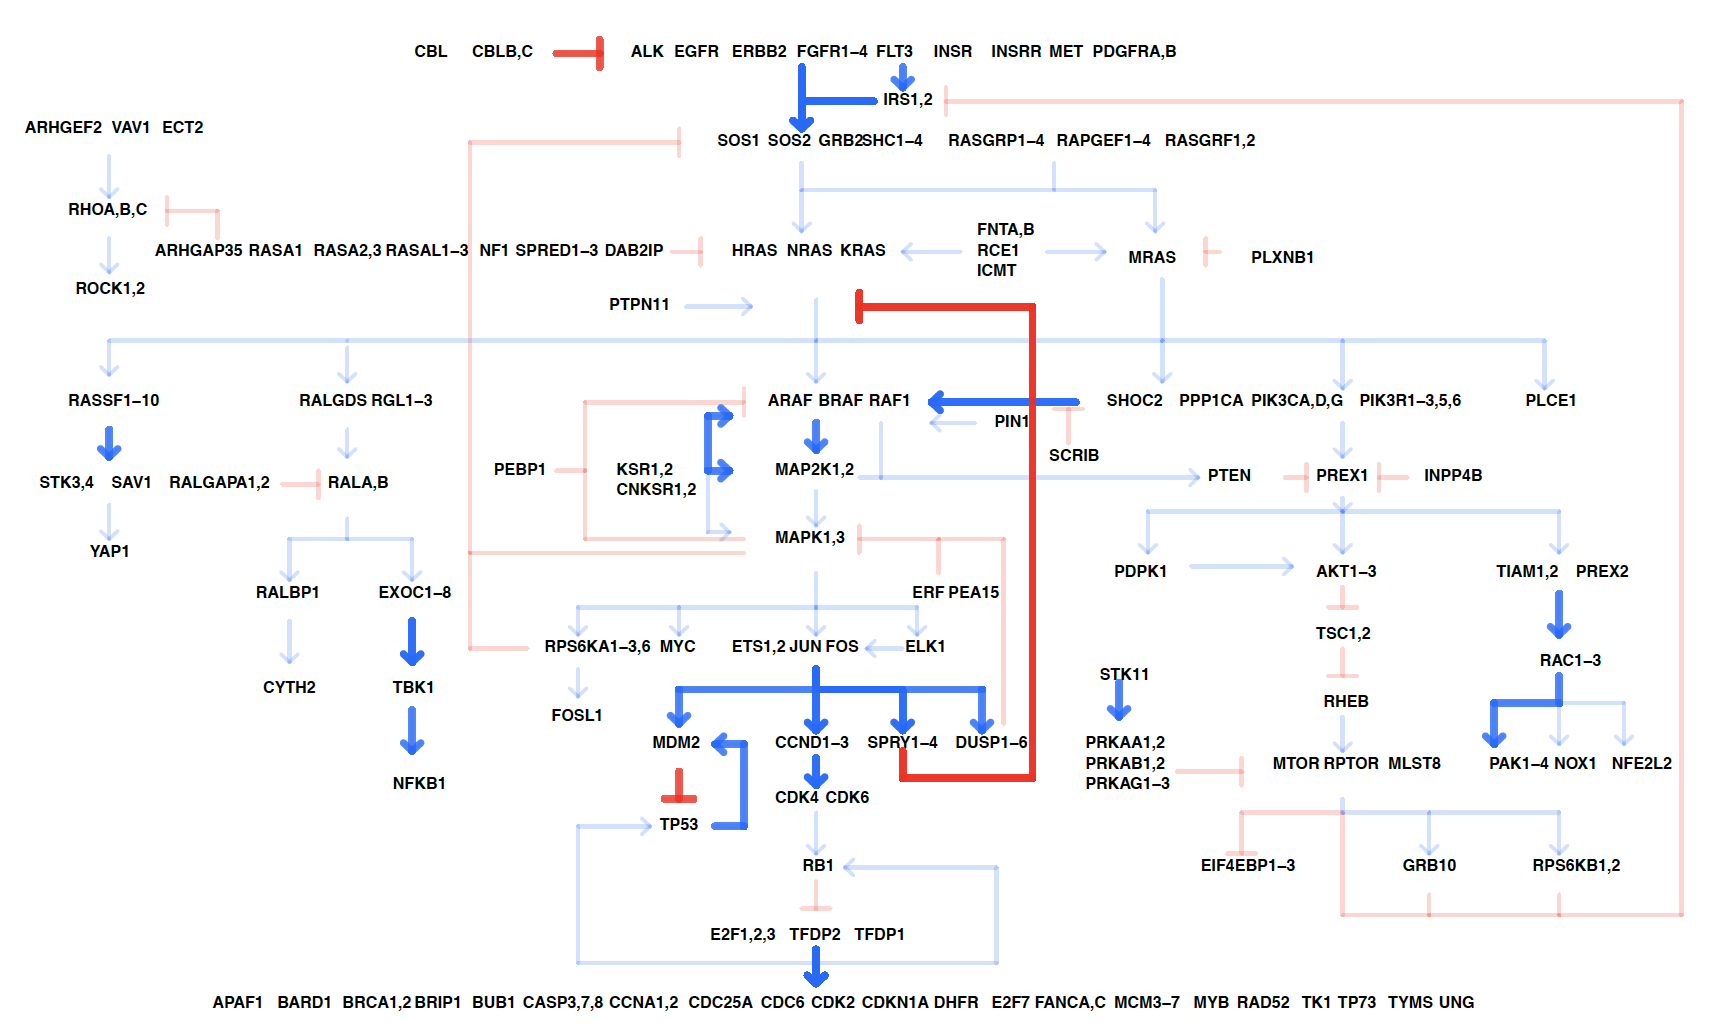 CBL CBLB,C ALK EGFR ERBB2 FGFR1–4 FLT3 INSR INSRR MET PDGFRA,B
IRS1,2
ARHGEF2 VAV1 ECT2
SOS1 SOS2 GRB2 SHC1–4 RASGRP1–4 RAPGEF1–4 RASGRF1,2
RHOA,B,C
FNTA,B
ARHGAP35 RASA1 RASA2,3 RASAL1–3 NF1 SPRED1–3 DAB2IP HRAS NRAS KRAS RCE1 MRAS PLXNB1
ICMT
ROCK1,2
PTPN11
RASSF1–10 RALGDS RGL1–3 ARAF BRAF RAF1 SHOC2 PPP1CA PIK3CA,D,G PIK3R1–3,5,6 PLCE1
PIN1
SCRIB
PEBP1 KSR1,2 MAP2K1,2
CNKSR1,2
STK3,4 SAV1 RALGAPA1,2 RALA,B PTEN PREX1 INPP4B
MAPK1,3
YAP1
PDPK1 AKT1–3 TIAM1,2 PREX2
RALBP1 EXOC1–8 ERF PEA15
TSC1,2
RPS6KA1–3,6 MYC ETS1,2 JUN FOS ELK1
RAC1–3
STK11
CYTH2 TBK1
RHEB
FOSL1
MDM2 CCND1–3 SPRY1–4 DUSP1–6 PRKAA1,2
PRKAB1,2 MTOR RPTOR MLST8 PAK1–4 NOX1 NFE2L2
NFKB1 PRKAG1–3
CDK4 CDK6
TP53
RB1 EIF4EBP1–3 GRB10 RPS6KB1,2
E2F1,2,3 TFDP2 TFDP1
APAF1 BARD1 BRCA1,2 BRIP1 BUB1 CASP3,7,8 CCNA1,2 CDC25A CDC6 CDK2 CDKN1A DHFR E2F7 FANCA,C MCM3–7 MYB RAD52 TK1 TP73 TYMS UNG